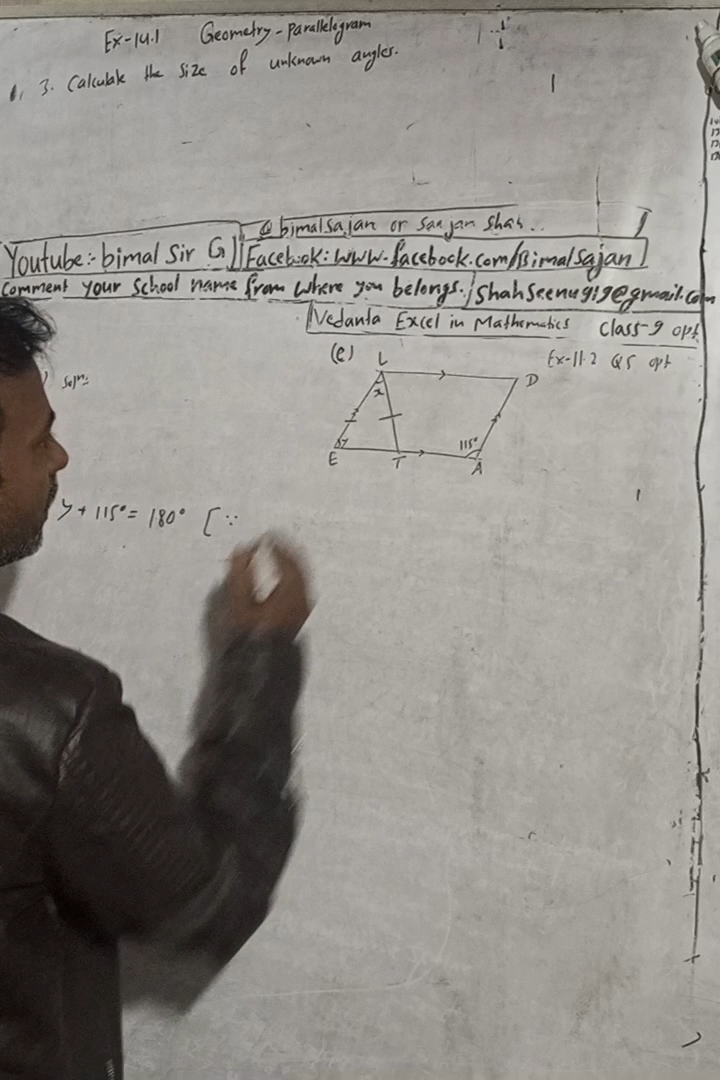 Ex-14.1 Geometry-Parallelogram
3. Calculate the size of unknown angles.
@bimalsajan or Sanjan Shah..
Youtube:- bimal Sir G
Facebook: www.facebook.com/Bimalsajan
Comment your School name from where you belongs.
Shahseenu919@gmail.com
Vedanta Excel in Mathematics Class-9 opt
Ex-11.2 Q5 opt
(e) L
D
x
y
115°
E T A
Soln:
y + 115° = 180° [∵